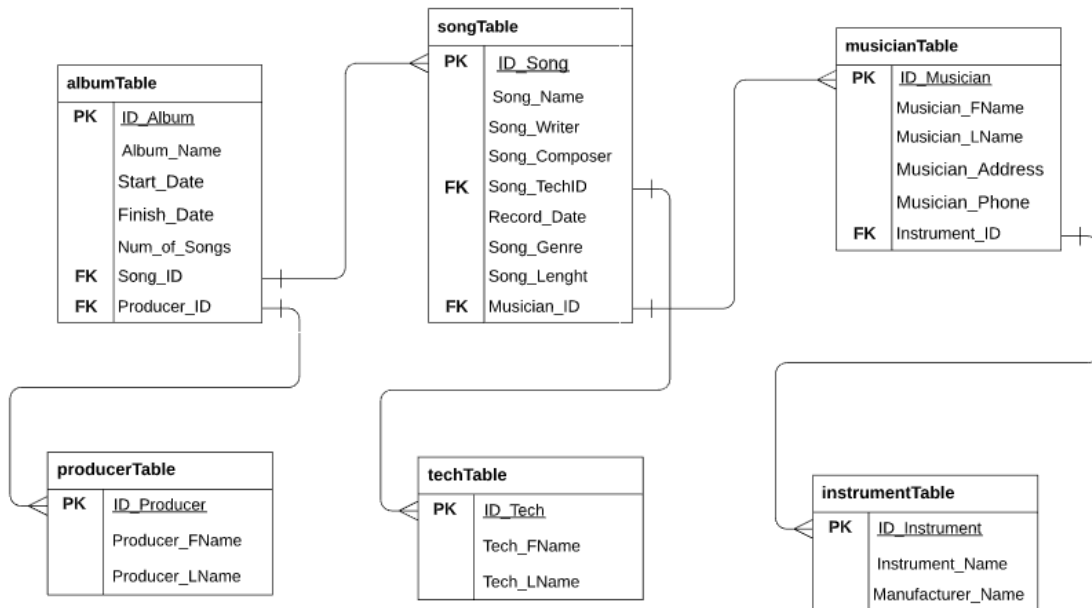 albumTable
PK ID_Album
Album_Name
Start_Date
Finish_Date
Num_of_Songs
FK Song_ID
FK Producer_ID
songTable
PK ID_Song
Song_Name
Song_Writer
Song_Composer
FK Song_TechID
Record_Date
Song_Genre
Song_Lenght
FK Musician_ID
musicianTable
PK ID_Musician
Musician_FName
Musician_LName
Musician_Address
Musician_Phone
FK Instrument_ID
producerTable
PK ID_Producer
Producer_FName
Producer_LName
techTable
PK ID_Tech
Tech_FName
Tech_LName
instrumentTable
PK ID_Instrument
Instrument_Name
Manufacturer_Name